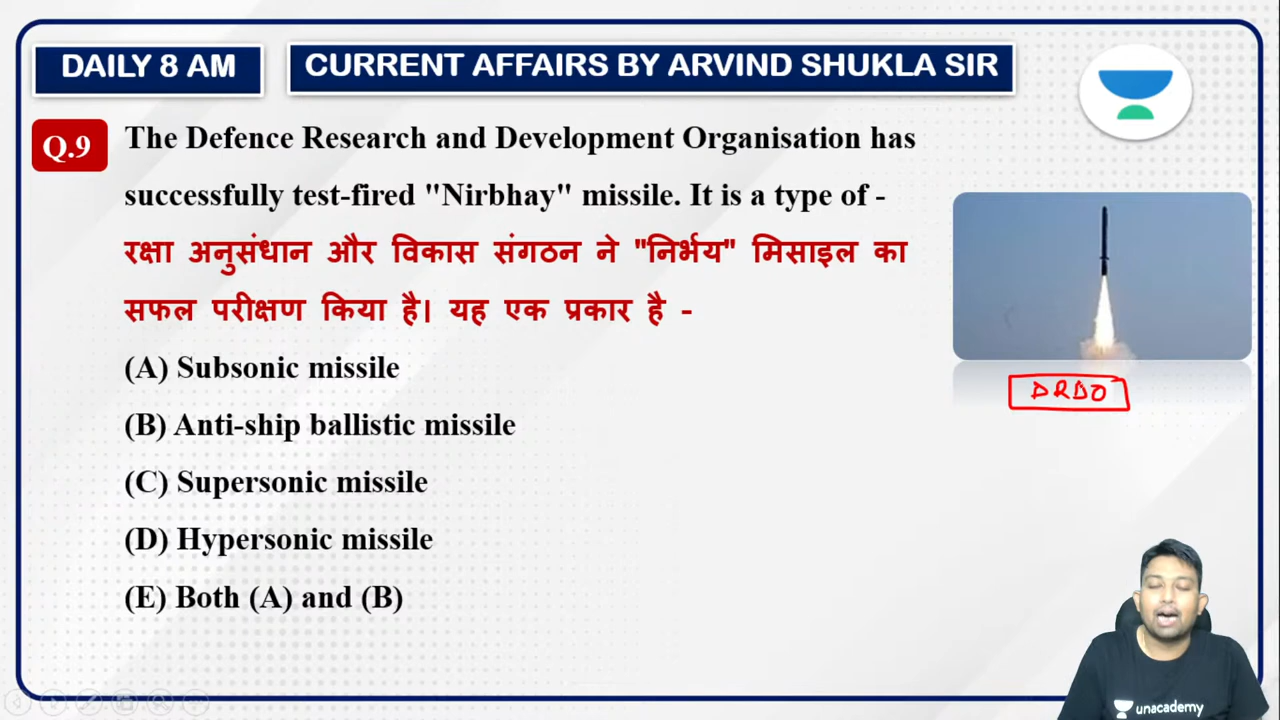 DAILY 8 AM
CURRENT AFFAIRS BY ARVIND SHUKLA SIR
Q.9
The Defence Research and Development Organisation has
successfully test-fired "Nirbhay" missile. It is a type of -
रक्षा अनुसंधान और विकास संगठन ने "निर्भय" मिसाइल का
सफल परीक्षण किया है। यह एक प्रकार है -
(A) Subsonic missile
(B) Anti-ship ballistic missile
(C) Supersonic missile
(D) Hypersonic missile
(E) Both (A) and (B)
DRDO
unacademy